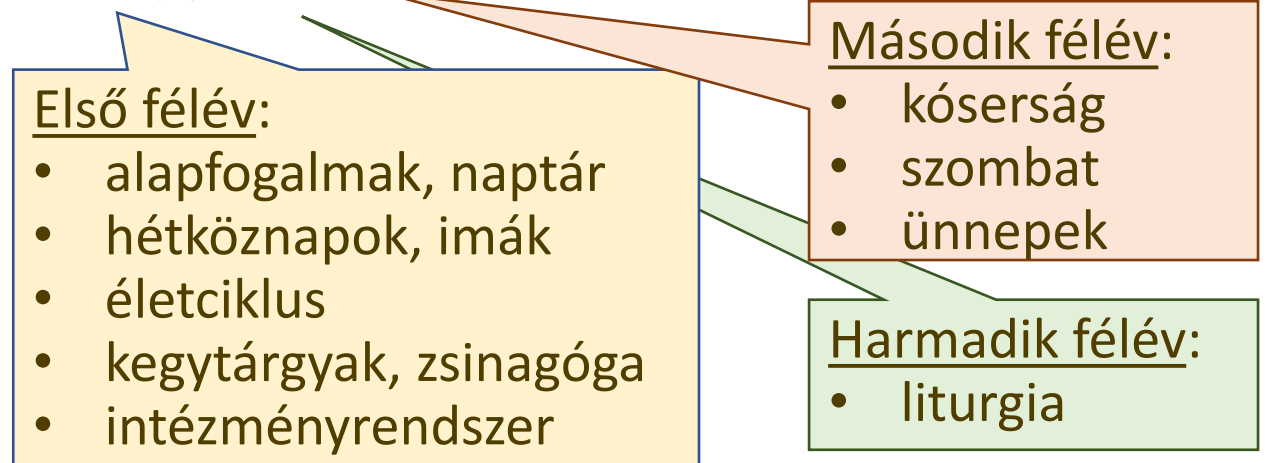 Első félév:
• alapfogalmak, naptár
• hétköznapok, imák
• életciklus
• kegytárgyak, zsinagóga
• intézményrendszer
Második félév:
• kóserság
• szombat
• ünnepek
Harmadik félév:
• liturgia